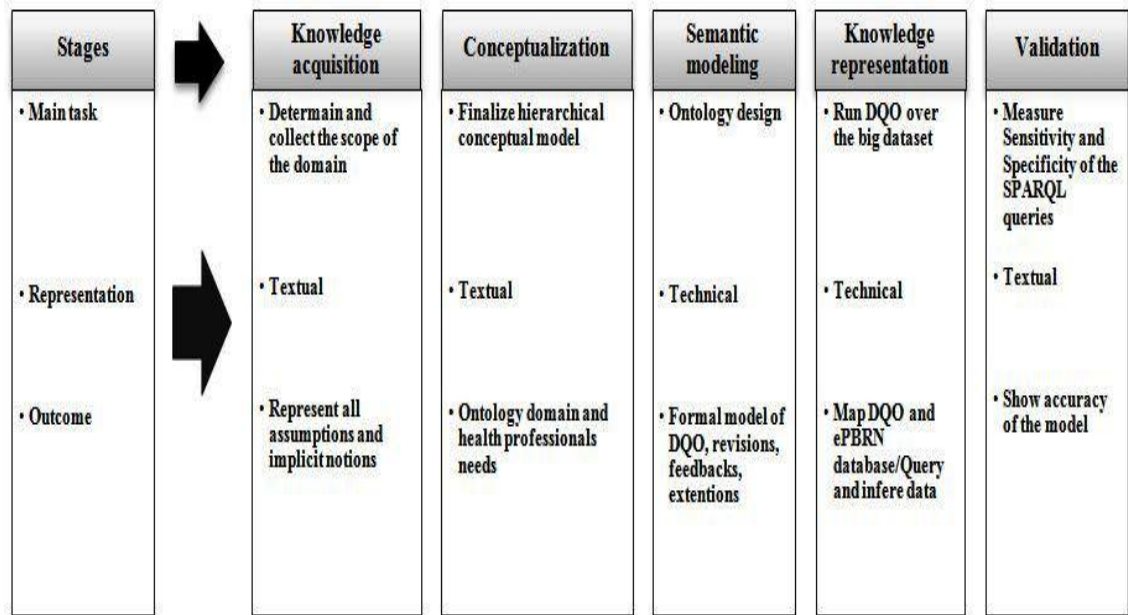 Stages
• Main task
• Representation
• Outcome
Knowledge
acquisition
• Determain and
collect the scope of
the domain
• Textual
• Represent all
assumptions and
implicit notions
Conceptualization
• Finalize hierarchical
conceptual model
• Textual
• Ontology domain and
health professionals
needs
Semantic
modeling
• Ontology design
• Technical
• Formal model of
DQO, revisions,
feedbacks,
extentions
Knowledge
representation
• Run DQO over
the big dataset
• Technical
• Map DQO and
ePBRN
database/Query
and infere data
Validation
• Measure
Sensitivity and
Specificity of the
SPARQL
queries
• Textual
• Show accuracy
of the model